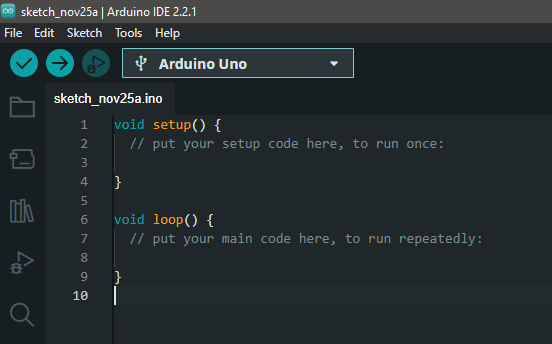 sketch_nov25a | Arduino IDE 2.2.1
File Edit Sketch Tools Help
Arduino Uno
sketch_nov25a.ino
1 void setup() {
2   // put your setup code here, to run once:
3
4 }
5
6 void loop() {
7   // put your main code here, to run repeatedly:
8
9 }
10